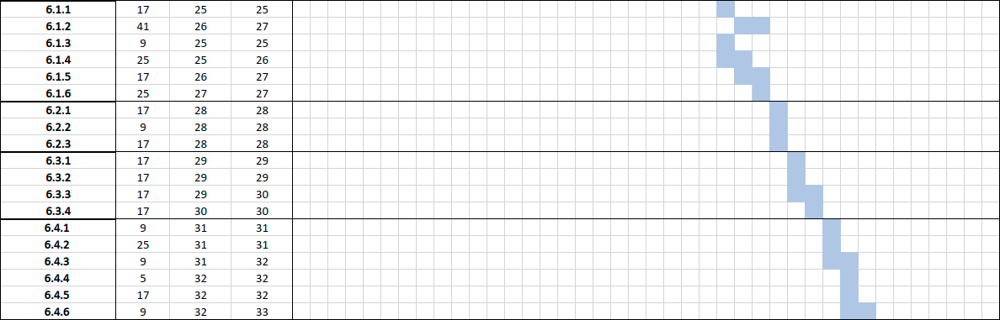 6.1.1 17 25 25
6.1.2 41 26 27
6.1.3 9 25 25
6.1.4 25 25 26
6.1.5 17 26 27
6.1.6 25 27 27
6.2.1 17 28 28
6.2.2 9 28 28
6.2.3 17 28 28
6.3.1 17 29 29
6.3.2 17 29 29
6.3.3 17 29 30
6.3.4 17 30 30
6.4.1 9 31 31
6.4.2 25 31 31
6.4.3 9 31 32
6.4.4 5 32 32
6.4.5 17 32 32
6.4.6 9 32 33